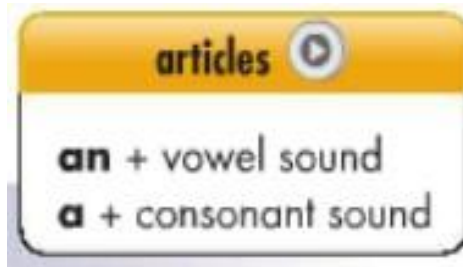 articles
an + vowel sound
a + consonant sound